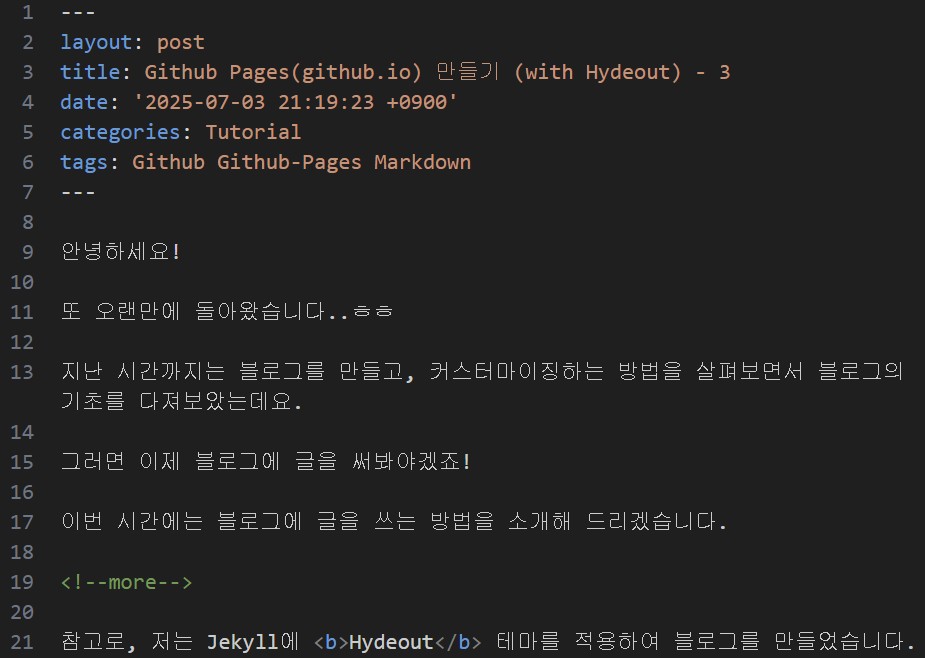 1 ---
2 layout: post
3 title: Github Pages(github.io) 만들기 (with Hydeout) - 3
4 date: '2025-07-03 21:19:23 +0900'
5 categories: Tutorial
6 tags: Github Github-Pages Markdown
7 ---
8
9 안녕하세요!
10
11 또 오랜만에 돌아왔습니다..ㅎㅎ
12
13 지난 시간까지는 블로그를 만들고, 커스터마이징하는 방법을 살펴보면서 블로그의
기초를 다져보았는데요.
14
15 그러면 이제 블로그에 글을 써봐야겠죠!
16
17 이번 시간에는 블로그에 글을 쓰는 방법을 소개해 드리겠습니다.
18
19 <!--more-->
20
21 참고로, 저는 Jekyll에 <b>Hydeout</b> 테마를 적용하여 블로그를 만들었습니다.